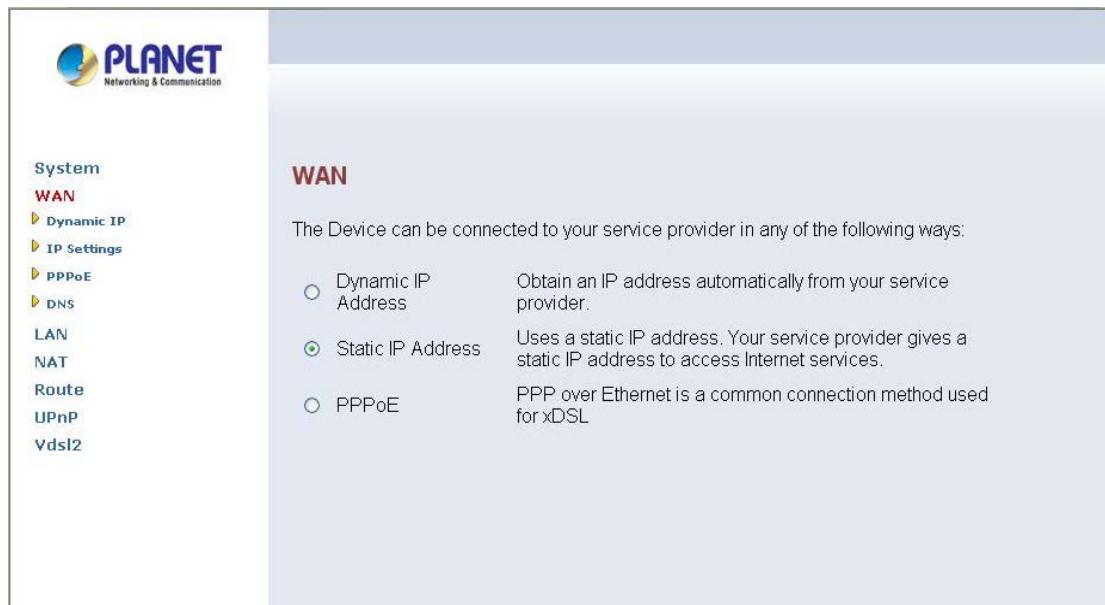 PLANET
Networking & Communication
System
WAN
Dynamic IP
IP Settings
PPPoE
DNS
LAN
NAT
Route
UPnP
Vdsl2
WAN
The Device can be connected to your service provider in any of the following ways:
Dynamic IP
Address
Obtain an IP address automatically from your service
provider.
Static IP Address
Uses a static IP address. Your service provider gives a
static IP address to access Internet services.
PPPoE
PPP over Ethernet is a common connection method used
for xDSL